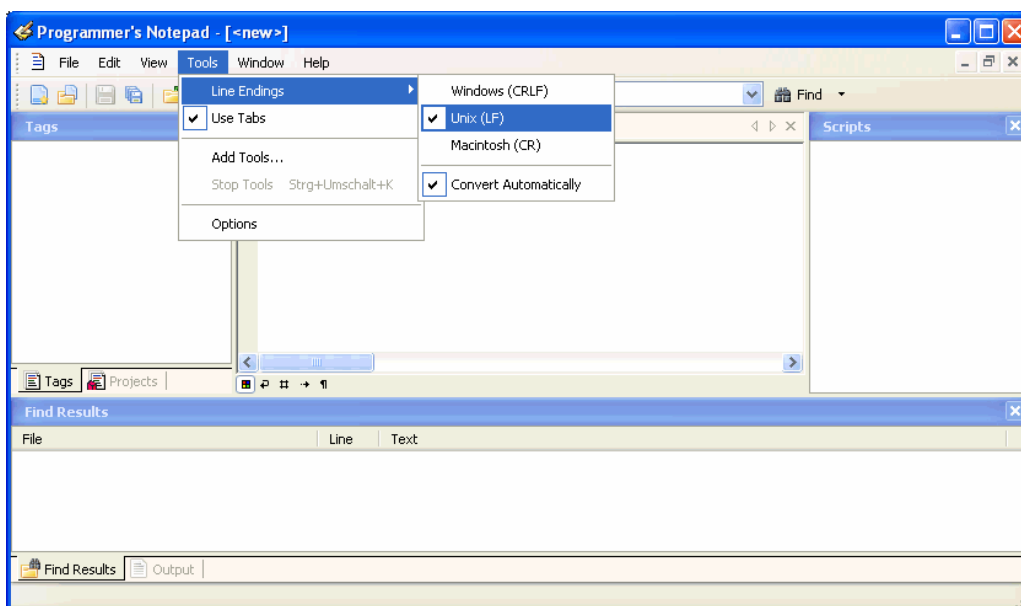 Programmer's Notepad - [<new>]
File Edit View Tools Window Help
Line Endings
Use Tabs
Add Tools...
Stop Tools Strg+Umschalt+K
Options
Windows (CRLF)
Unix (LF)
Macintosh (CR)
Convert Automatically
Find
Tags
Scripts
Tags Projects
Find Results
File Line Text
Find Results Output